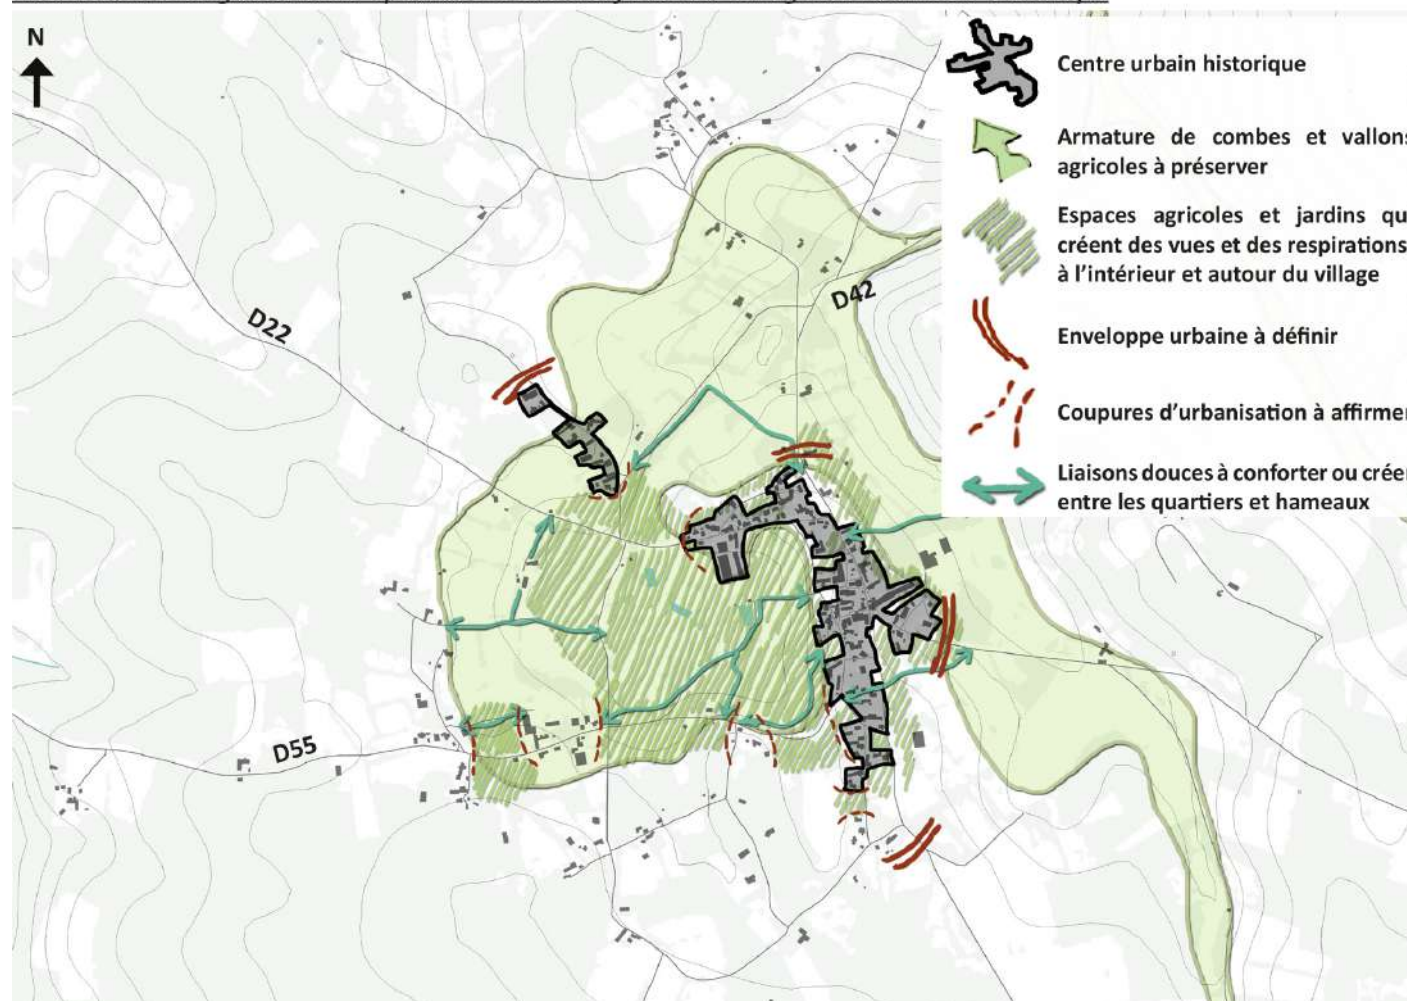 N
Centre urbain historique
Armature de combes et vallons
agricoles à préserver
Espaces agricoles et jardins qu
créent des vues et des respirations
à l'intérieur et autour du village
D42
D22
Enveloppe urbaine à définir
Coupures d'urbanisation à affirmer
Liaisons douces à conforter ou créer
entre les quartiers et hameaux
D55